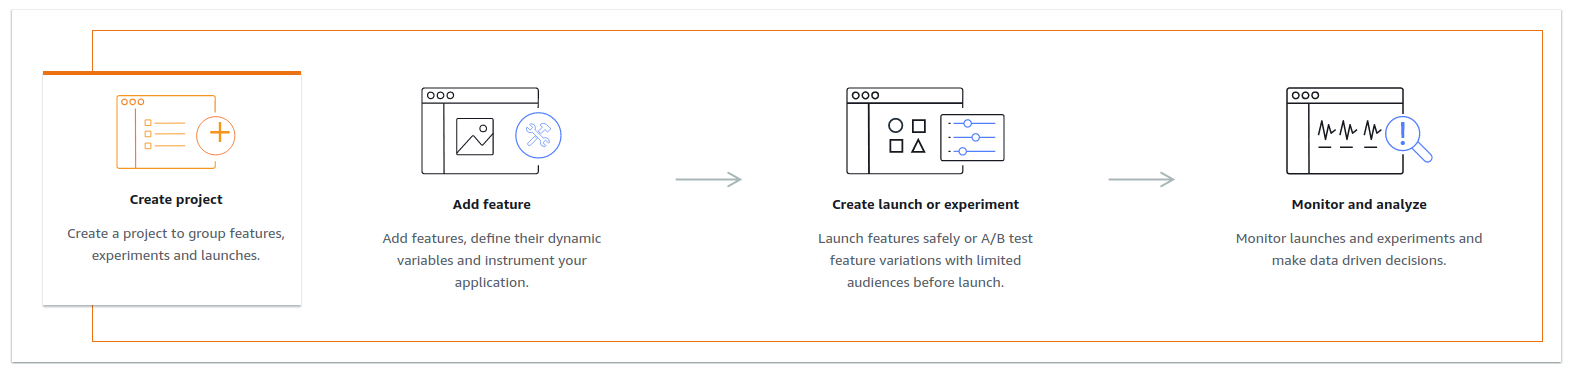 Create project
Create a project to group features,
experiments and launches.
Add feature
Add features, define their dynamic
variables and instrument your
application.
Create launch or experiment
Launch features safely or A/B test
feature variations with limited
audiences before launch.
Monitor and analyze
Monitor launches and experiments and
make data driven decisions.